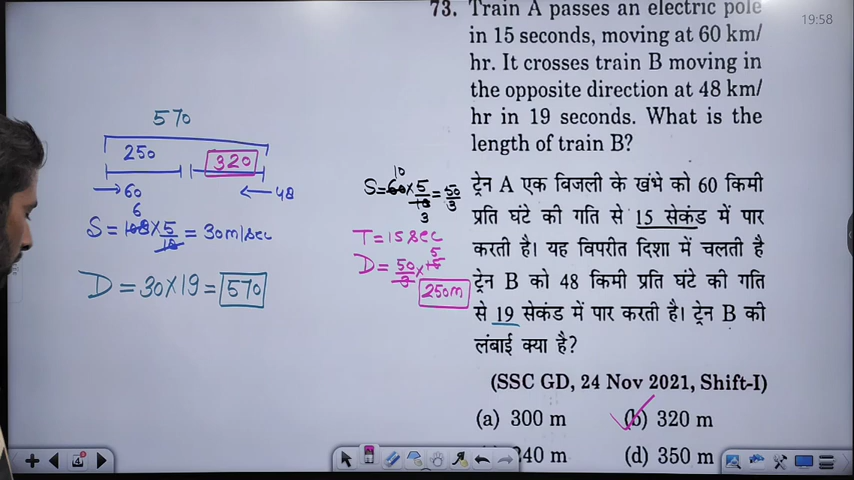 19:58
73. Train A passes an electric pole
in 15 seconds, moving at 60 km/
hr. It crosses train B moving in
the opposite direction at 48 km/
hr in 19 seconds. What is the
length of train B?
ट्रेन A एक बिजली के खंभे को 60 किमी
प्रति घंटे की गति से 15 सेकंड में पार
करती है। यह विपरीत दिशा में चलती है
ट्रेन B को 48 किमी प्रति घंटे की गति
से 19 सेकंड में पार करती है। ट्रेन B की
लंबाई क्या है?
(SSC GD, 24 Nov 2021, Shift-I)
(a) 300 m (b) 320 m
340 m (d) 350 m
570
250 320
→60 ←48
6
S = 108 × 5/18 = 30m/sec
D = 30×19 = 570
10
S = 60 × 5/18 = 50/3
3
T = 15 sec
5
D = 50/3 × 15
250m
4